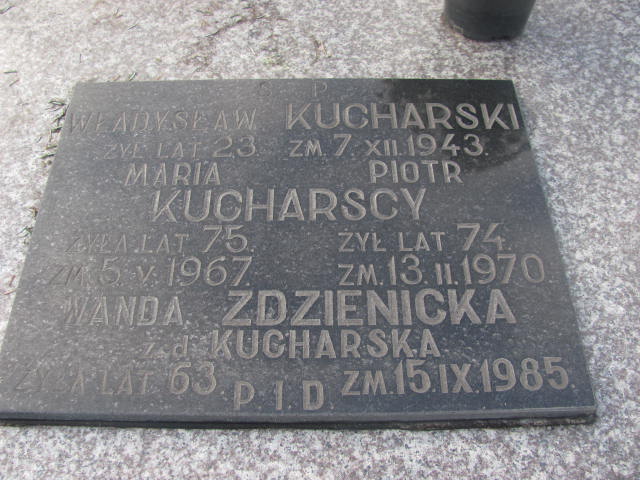 Ś P
WŁADYSŁAW KUCHARSKI
ŻYŁ LAT 23. ZM. 7. XII. 1943.
MARIA PIOTR
KUCHARSCY
ŻYŁA LAT 75. ŻYŁ LAT 74.
ZM. 5. V. 1967. ZM. 13. II. 1970.
WANDA ZDZIENICKA
z d. KUCHARSKA
ŻYŁA LAT 63. ZM. 15. IX. 1985.
P I D